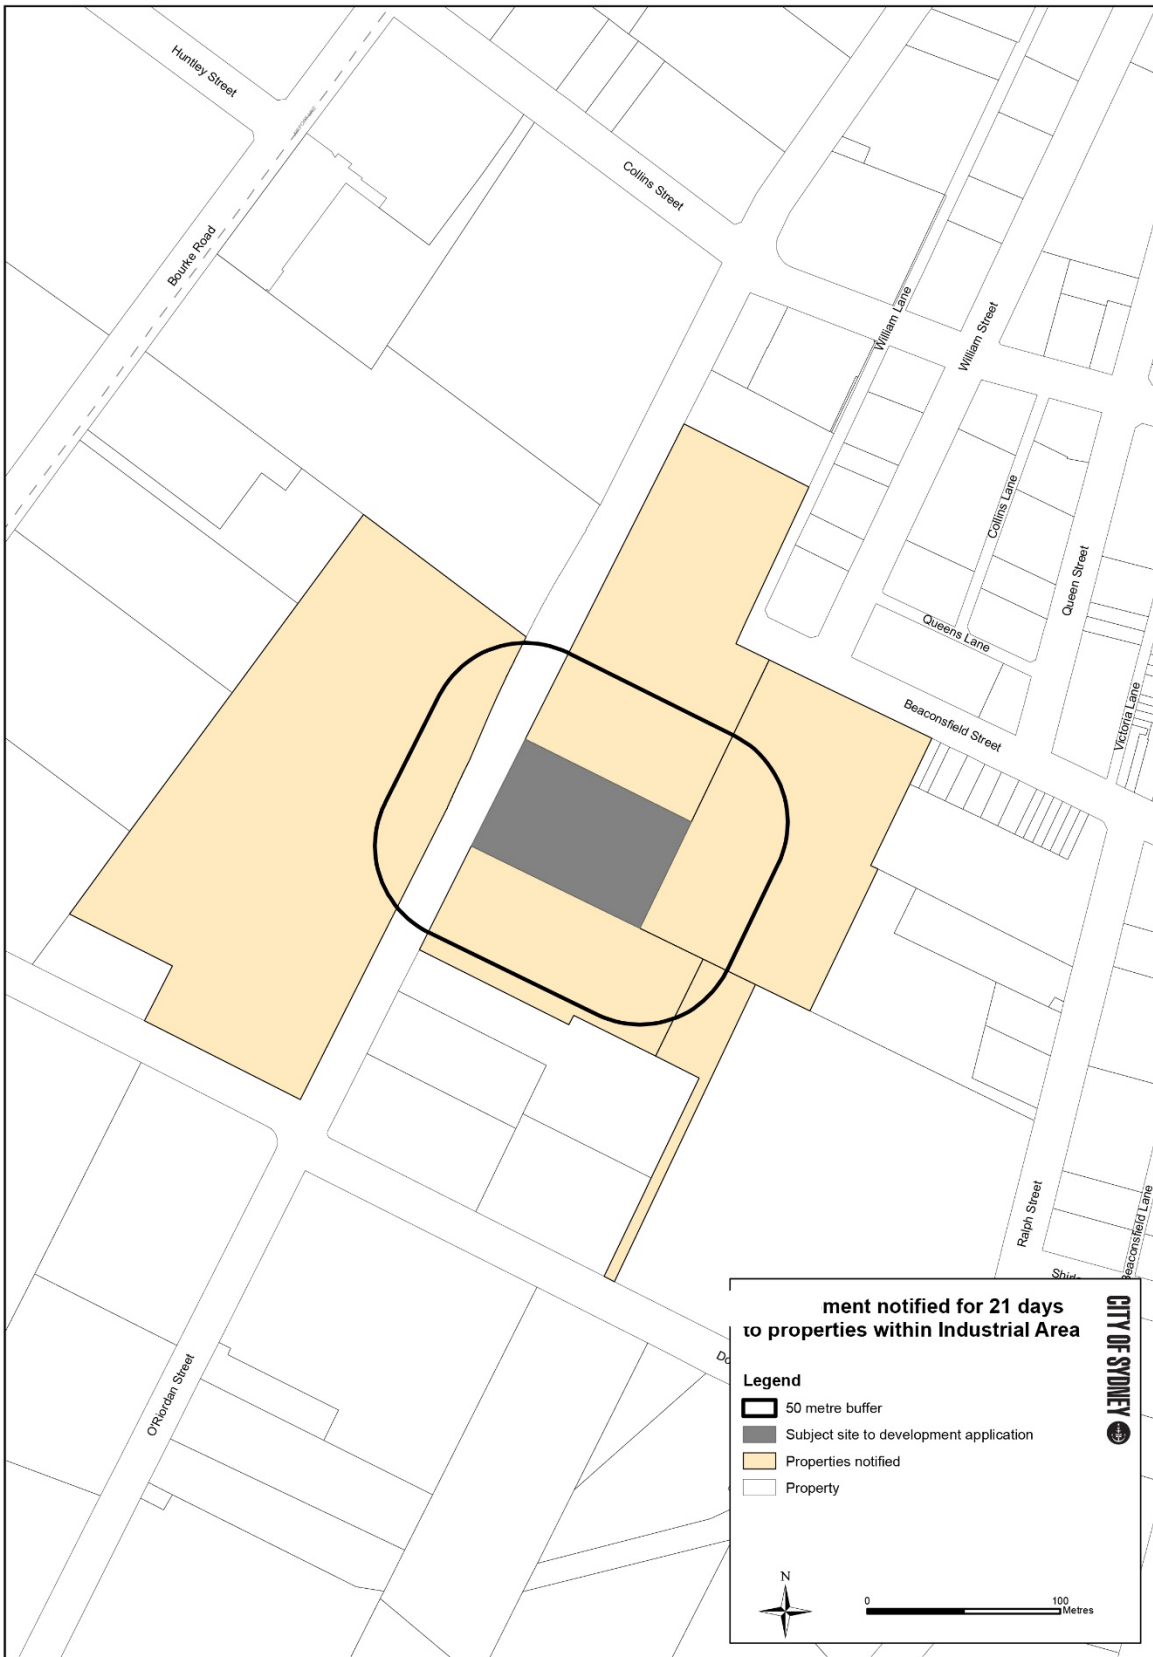 Huntley Street
Collins Street
Bourke Road
William Lane
William Street
Collins Lane
Queen Street
Queens Lane
Victoria Lane
Beaconsfield Street
Ralph Street
Beaconsfield Lane
O'Riordan Street
ment notified for 21 days
to properties within Industrial Area
CITY OF SYDNEY
Legend
50 metre buffer
Subject site to development application
Properties notified
Property
N
0 100
Metres